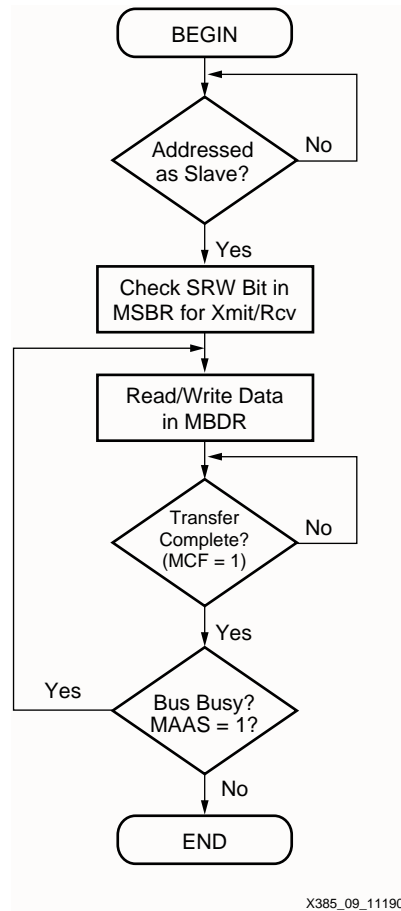 BEGIN
Addressed
as Slave?
No
Yes
Check SRW Bit in
MSBR for Xmit/Rcv
Read/Write Data
in MBDR
Transfer
Complete?
(MCF = 1)
No
Yes
Yes
Bus Busy?
MAAS = 1?
No
END
X385_09_11190